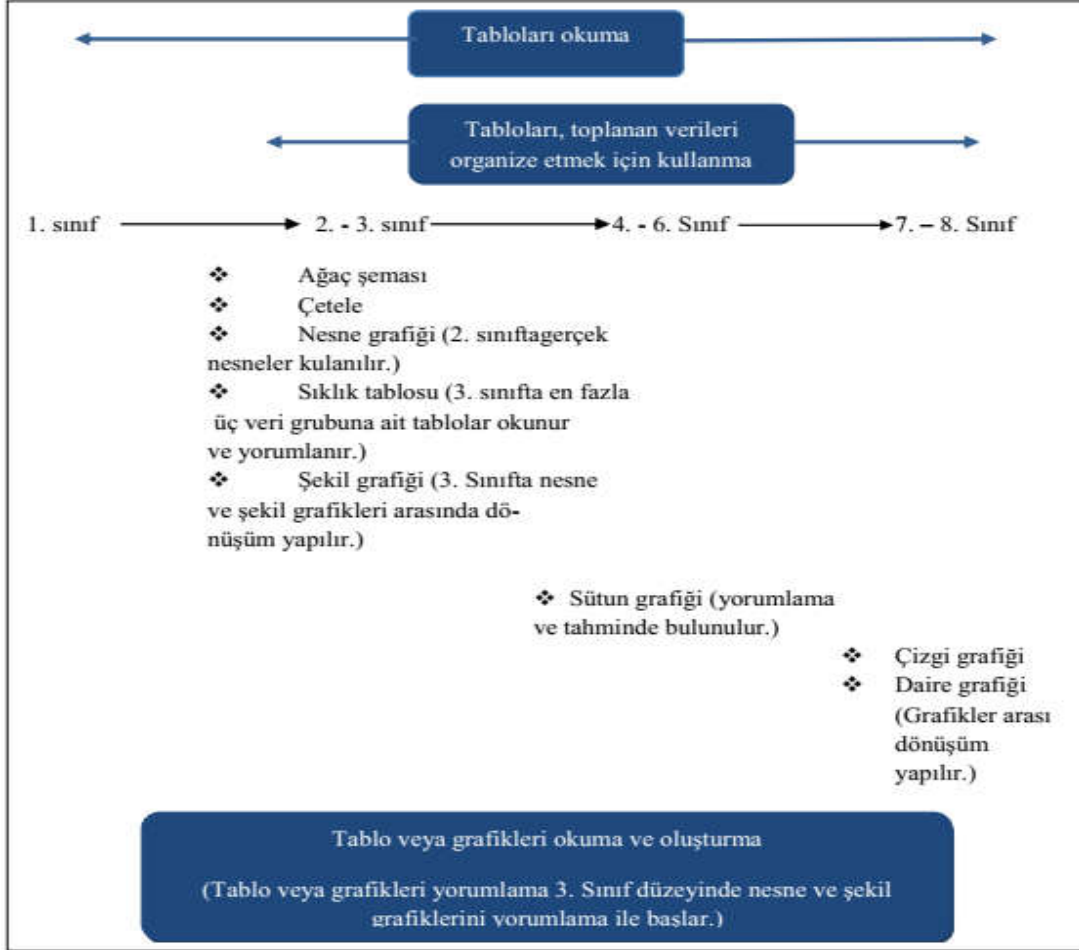 Tabloları okuma
Tabloları, toplanan verileri
organize etmek için kullanma
1. sınıf 2. - 3. sınıf 4. - 6. Sınıf 7. – 8. Sınıf
❖ Ağaç şeması
❖ Çetele
❖ Nesne grafiği (2. sınıftagerçek
nesneler kulanılır.)
❖ Sıklık tablosu (3. sınıfta en fazla
üç veri grubuna ait tablolar okunur
ve yorumlanır.)
❖ Şekil grafiği (3. Sınıfta nesne
ve şekil grafikleri arasında dö-
nüşüm yapılır.)
❖ Sütun grafiği (yorumlama
ve tahminde bulunulur.)
❖ Çizgi grafiği
❖ Daire grafiği
(Grafikler arası
dönüşüm
yapılır.)
Tablo veya grafikleri okuma ve oluşturma
(Tablo veya grafikleri yorumlama 3. Sınıf düzeyinde nesne ve şekil
grafiklerini yorumlama ile başlar.)